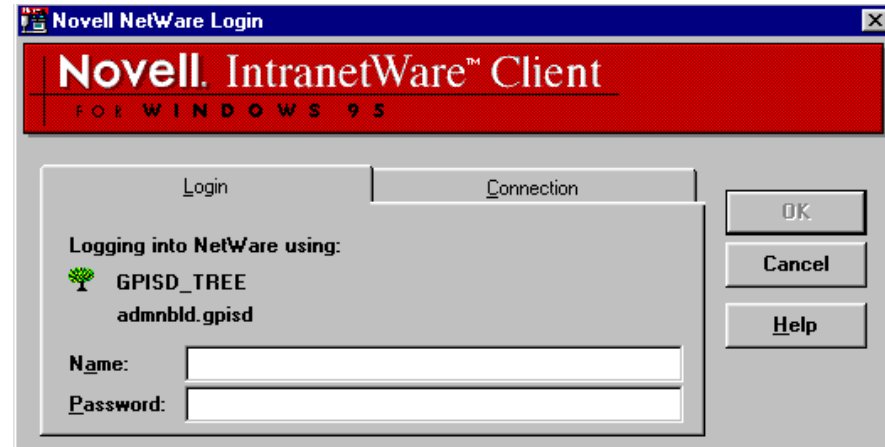 Novell NetWare Login
Novell. IntranetWare™ Client
FOR WINDOWS 95
Login
Connection
OK
Logging into NetWare using:
Cancel
GPISD_TREE
admnbld.gpisd
Help
Name:
Password: